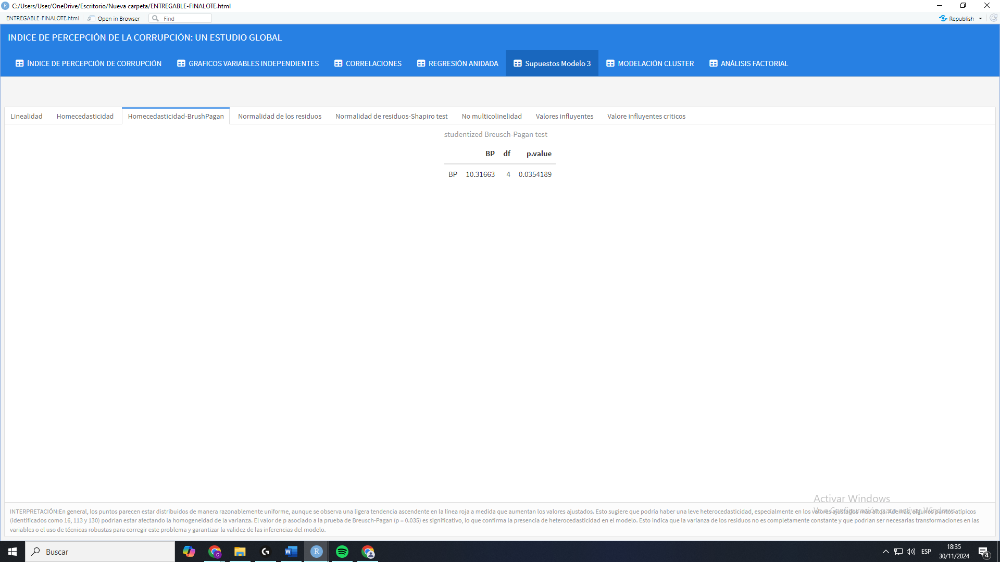 C:/Users/User/OneDrive/Escritorio/Nueva carpeta/ENTREGABLE-FINALOTE.html
ENTREGABLE-FINALOTE.html Open in Browser Find Republish
INDICE DE PERCEPCIÓN DE LA CORRUPCIÓN: UN ESTUDIO GLOBAL
ÍNDICE DE PERCEPCIÓN DE CORRUPCIÓN GRAFICOS VARIABLES INDEPENDIENTES CORRELACIONES REGRESIÓN ANIDADA Supuestos Modelo 3 MODELACIÓN CLUSTER ANÁLISIS FACTORIAL
Linealidad Homecedasticidad Homecedasticidad-BrushPagan Normalidad de los residuos Normalidad de residuos-Shapiro test No multicolinelidad Valores influyentes Valore influyentes criticos
studentized Breusch-Pagan test
BP df p.value
BP 10.31663 4 0.0354189
Activar Windows
Ve a Configuración para activar Windows.
INTERPRETACIÓN:En general, los puntos parecen estar distribuidos de manera razonablemente uniforme, aunque se observa una ligera tendencia ascendente en la línea roja a medida que aumentan los valores ajustados. Esto sugiere que podría haber una leve heterocedasticidad, especialmente en los valores ajustados más altos. Además, algunos puntos atípicos
(identificados como 16, 113 y 130) podrían estar afectando la homogeneidad de la varianza. El valor de p asociado a la prueba de Breusch-Pagan (p = 0.035) es significativo, lo que confirma la presencia de heterocedasticidad en el modelo. Esto indica que la varianza de los residuos no es completamente constante y que podrían ser necesarias transformaciones en las
variables o el uso de técnicas robustas para corregir este problema y garantizar la validez de las inferencias del modelo.
Buscar
ESP
18:35
30/11/2024
4